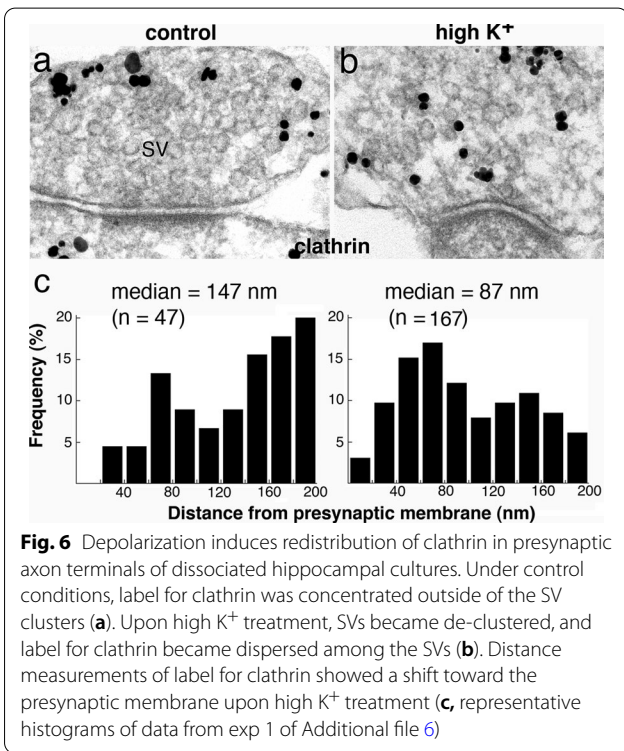 control
high K+
a
b
SV
clathrin
c
median = 147 nm
(n = 47)
median = 87 nm
(n = 167)
Frequency (%)
20
15
10
5
40
80
120
160
200
20
15
10
5
40
80
120
160
200
Distance from presynaptic membrane (nm)
Fig. 6 Depolarization induces redistribution of clathrin in presynaptic
axon terminals of dissociated hippocampal cultures. Under control
conditions, label for clathrin was concentrated outside of the SV
clusters (a). Upon high K+ treatment, SVs became de-clustered, and
label for clathrin became dispersed among the SVs (b). Distance
measurements of label for clathrin showed a shift toward the
presynaptic membrane upon high K+ treatment (c, representative
histograms of data from exp 1 of Additional file 6)